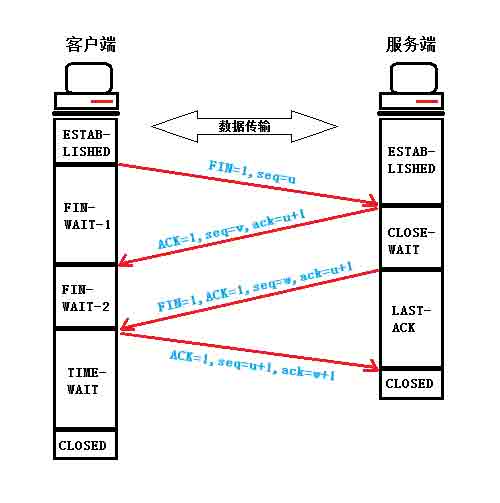 客户端
服务端
数据传输
ESTAB-
LISHED
ESTAB-
LISHED
FIN=1,seq=u
FIN-
WAIT-1
ACK=1,seq=v,ack=u+1
CLOSE-
WAIT
FIN-
WAIT-2
FIN=1,ACK=1,seq=w,ack=u+1
LAST-
ACK
TIME-
WAIT
ACK=1,seq=u+1,ack=w+1
CLOSED
CLOSED